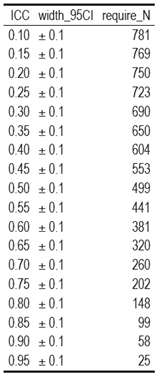 ICC width_95CI require_N
0.10 ± 0.1 781
0.15 ± 0.1 769
0.20 ± 0.1 750
0.25 ± 0.1 723
0.30 ± 0.1 690
0.35 ± 0.1 650
0.40 ± 0.1 604
0.45 ± 0.1 553
0.50 ± 0.1 499
0.55 ± 0.1 441
0.60 ± 0.1 381
0.65 ± 0.1 320
0.70 ± 0.1 260
0.75 ± 0.1 202
0.80 ± 0.1 148
0.85 ± 0.1 99
0.90 ± 0.1 58
0.95 ± 0.1 25